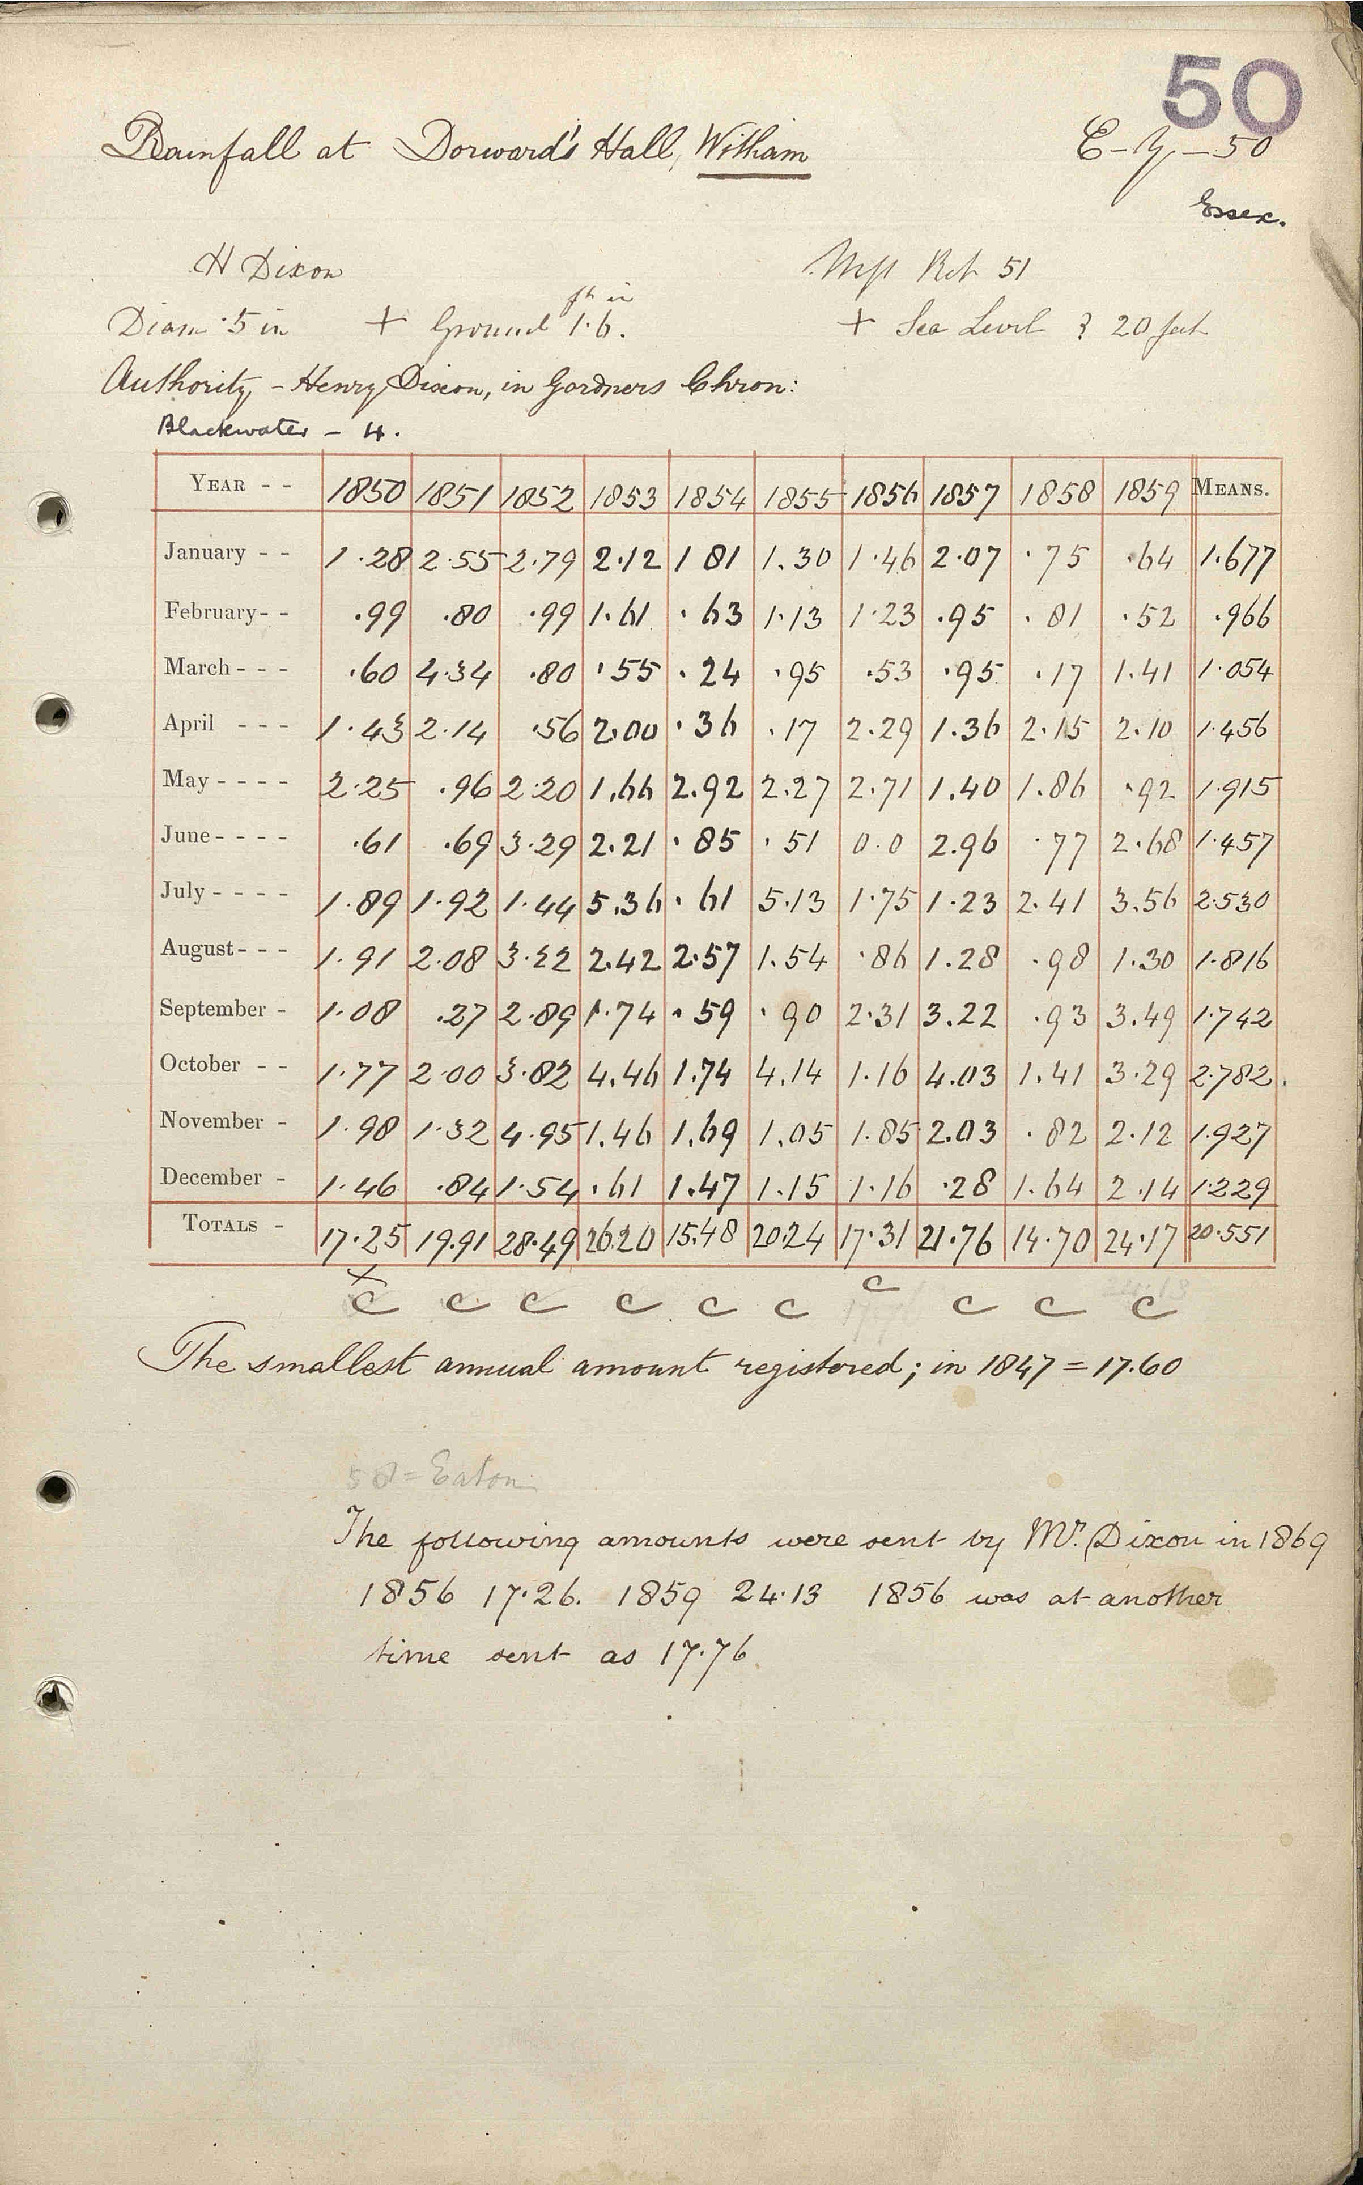 50
Rainfall at Dorward's Hall, Witham
E-y-50
Essex.
H Dixon
Mss Ret 51
Diam 5 in + Ground 1.6.
ft in
+ Sea Level ? 20 feet
Authority - Henry Dixon, in Gardners Chron:
Blackwater - H.
YEAR - - 1850 1851 1852 1853 1854 1855 1856 1857 1858 1859 MEANS.
January - - 1.28 2.55 2.79 2.12 1 81 1.30 1.46 2.07 .75 .64 1.677
February - - .99 .80 .99 1.61 .63 1.13 1.23 .95 .81 .52 .966
March - - - .60 4.34 .80 .55 .24 .95 .53 .95 .17 1.41 1.054
April - - - 1.43 2.14 .56 2.00 .36 .17 2.29 1.36 2.15 2.10 1.456
May - - - - 2.25 .96 2.20 1.66 2.92 2.27 2.71 1.40 1.86 .92 1.915
June - - - - .61 .69 3.29 2.21 .85 .51 0.0 2.96 .77 2.68 1.457
July - - - - 1.89 1.92 1.44 5.36 .61 5.13 1.75 1.23 2.41 3.56 2.530
August - - - 1.91 2.08 3.22 2.42 2.57 1.54 .86 1.28 .98 1.30 1.816
September - 1.08 .27 2.89 1.74 .59 .90 2.31 3.22 .93 3.49 1.742
October - - 1.77 2.00 3.82 4.46 1.74 4.14 1.16 4.03 1.41 3.29 2.782.
November - 1.98 1.32 4.95 1.46 1.69 1.05 1.85 2.03 .82 2.12 1.927
December - 1.46 .84 1.54 .61 1.47 1.15 1.16 .28 1.64 2.14 1.229
TOTALS - 17.25 19.91 28.49 26.20 15.48 20.24 17.31 21.76 14.70 24.17 20.551
x
c c c c c c c c c c
The smallest annual amount registered; in 1847 = 17.60
50 = Eaton
The following amounts were sent by Mr. Dixon in 1869
1856 17.26. 1859 24.13 1856 was at another
time sent as 17.76